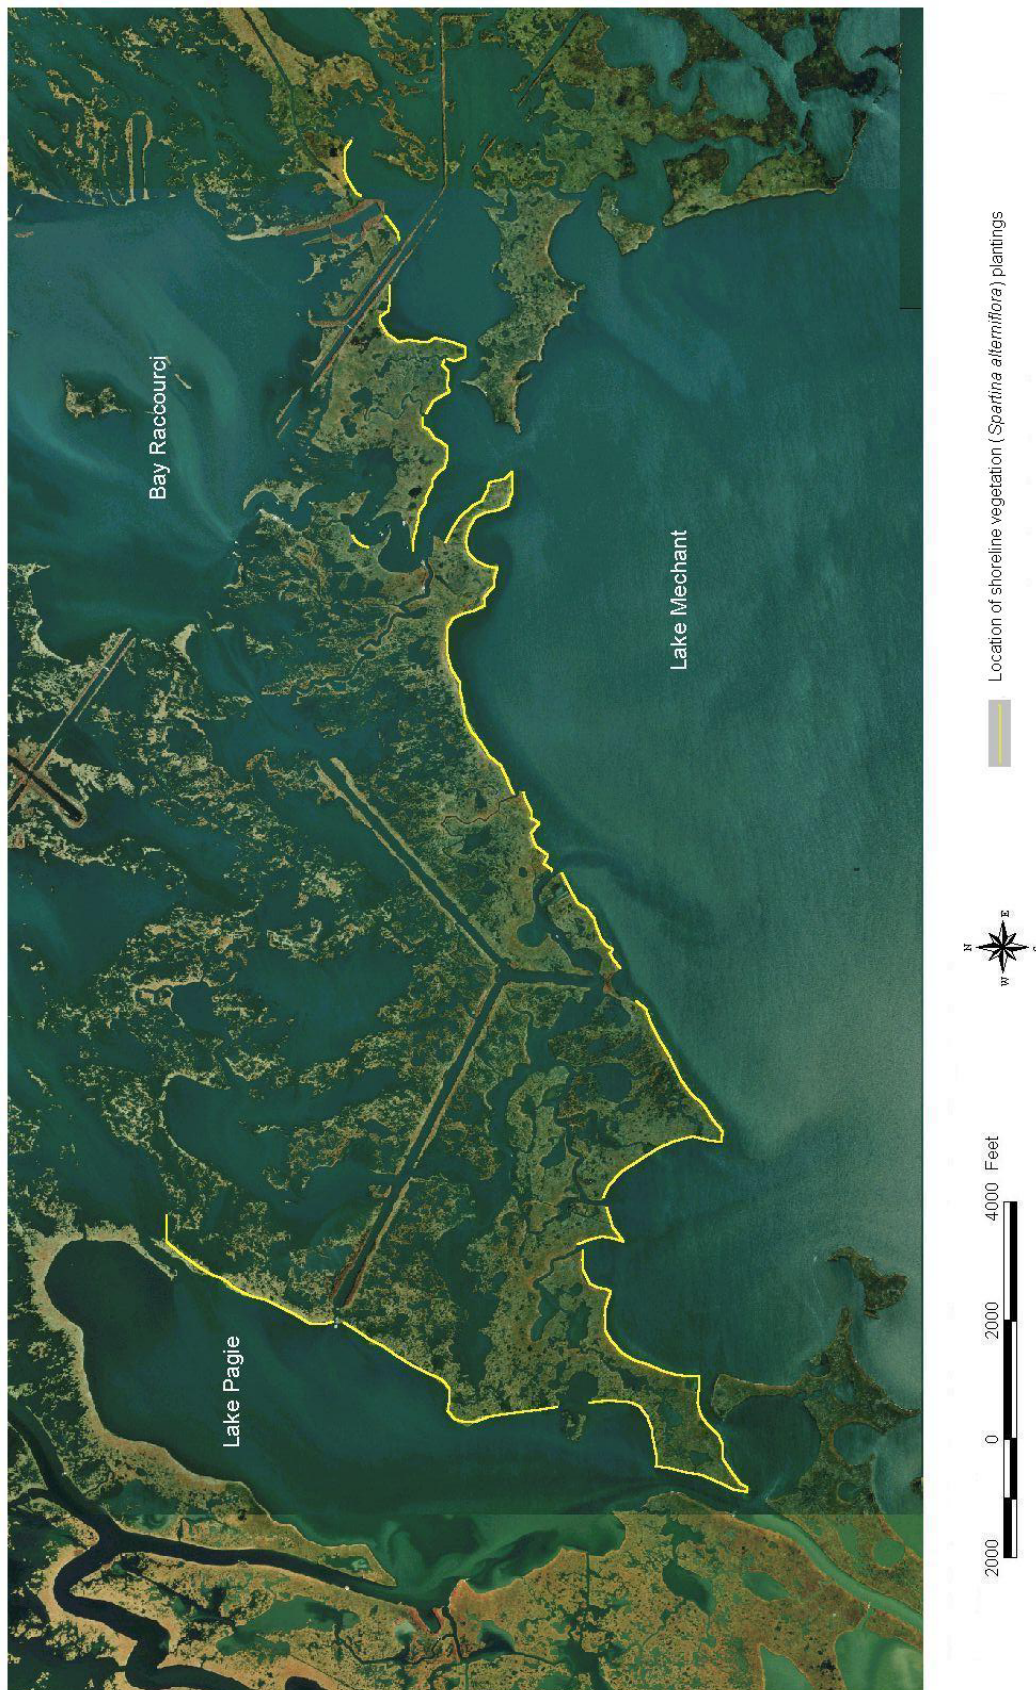 Bay Raccourci
Lake Mechant
Lake Pagie
2000 0 2000 4000 Feet
N
W E
S
Location of shoreline vegetation (Spartina alterniflora) plantings